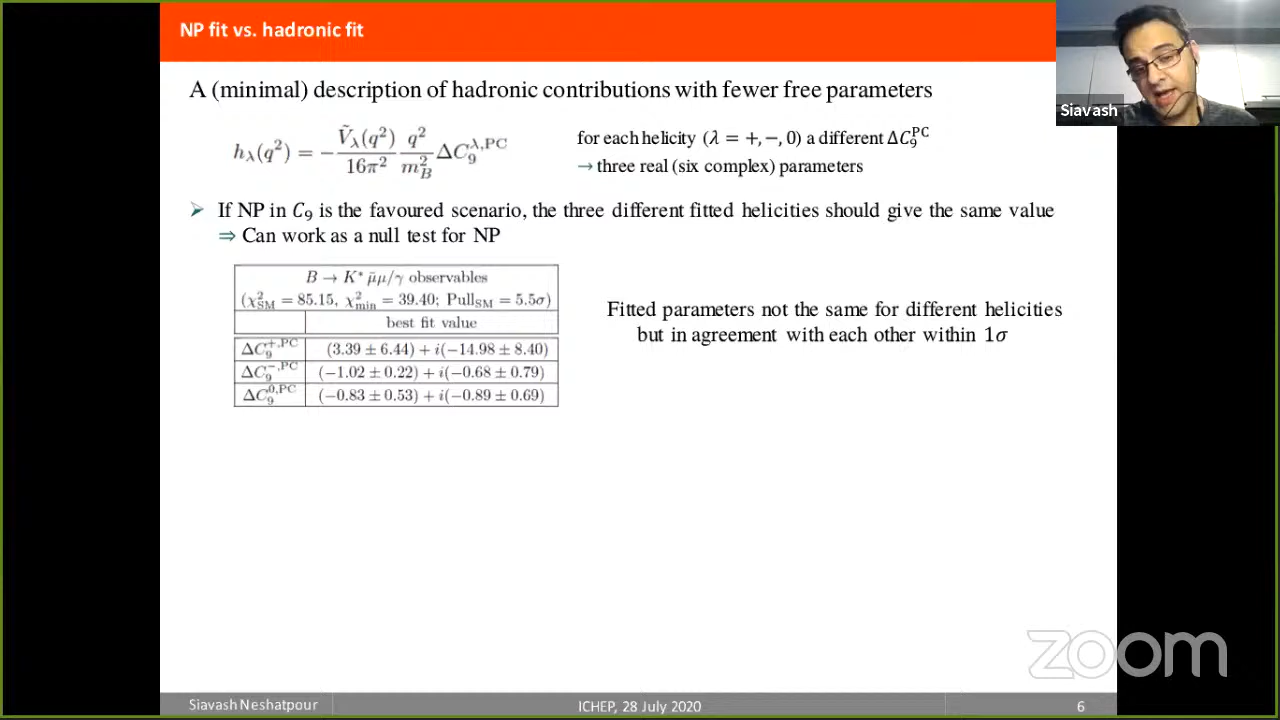 NP fit vs. hadronic fit
Siavash
A (minimal) description of hadronic contributions with fewer free parameters
h_λ(q²) = − Ṽ_λ(q²)/16π² q²/m_B² ΔC₉^{λ,PC}
for each helicity (λ = +, −, 0) a different ΔC₉^{PC}
→ three real (six complex) parameters
➢ If NP in C₉ is the favoured scenario, the three different fitted helicities should give the same value
⇒ Can work as a null test for NP
B → K* μ̄μ/γ observables
(χ²_SM = 85.15, χ²_min = 39.40; Pull_SM = 5.5σ)
best fit value
ΔC₉^{+,PC} (3.39 ± 6.44) + i(−14.98 ± 8.40)
ΔC₉^{−,PC} (−1.02 ± 0.22) + i(−0.68 ± 0.79)
ΔC₉^{0,PC} (−0.83 ± 0.53) + i(−0.89 ± 0.69)
Fitted parameters not the same for different helicities
but in agreement with each other within 1σ
zoom
Siavash Neshatpour
ICHEP, 28 July 2020
6